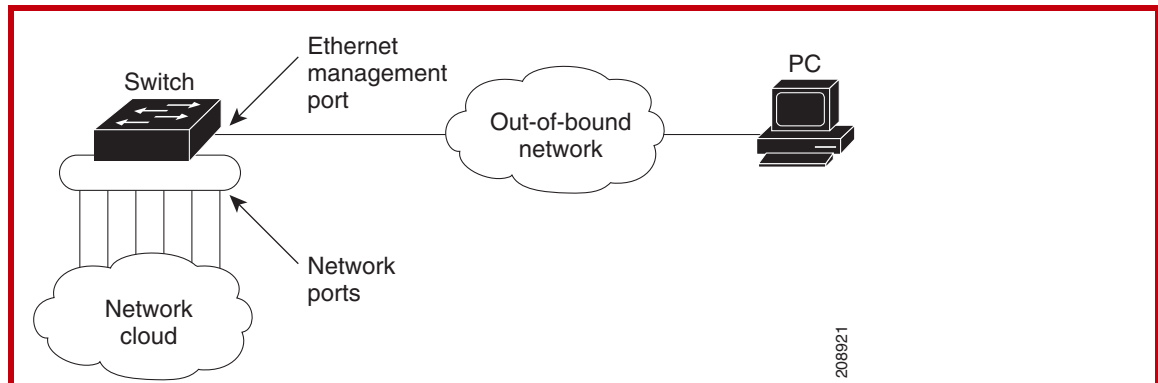 Ethernet
management
port
Switch
PC
Out-of-bound
network
Network
ports
Network
cloud
208921